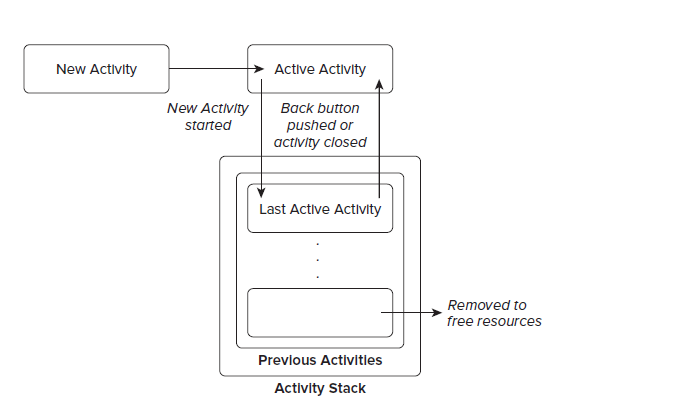 New Activity
Active Activity
New Activity
started
Back button
pushed or
activity closed
Last Active Activity
.
.
.
Removed to
free resources
Previous Activities
Activity Stack